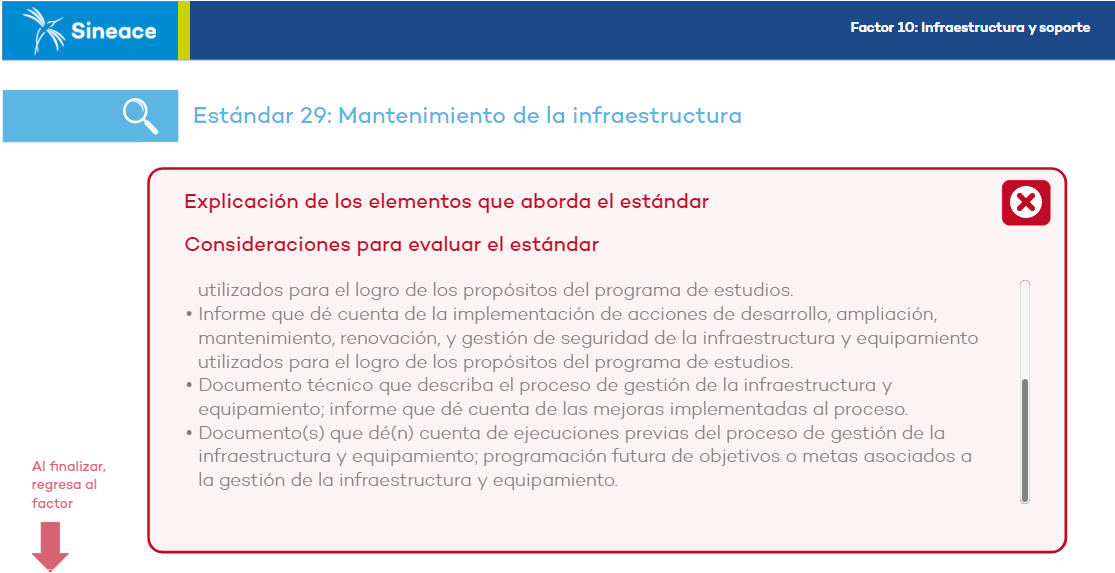 Sineace
Factor 10: Infraestructura y soporte
Estándar 29: Mantenimiento de la infraestructura
Explicación de los elementos que aborda el estándar
Consideraciones para evaluar el estándar
utilizados para el logro de los propósitos del programa de estudios.
• Informe que dé cuenta de la implementación de acciones de desarrollo, ampliación,
mantenimiento, renovación, y gestión de seguridad de la infraestructura y equipamiento
utilizados para el logro de los propósitos del programa de estudios.
• Documento técnico que describa el proceso de gestión de la infraestructura y
equipamiento; informe que dé cuenta de las mejoras implementadas al proceso.
• Documento(s) que dé(n) cuenta de ejecuciones previas del proceso de gestión de la
infraestructura y equipamiento; programación futura de objetivos o metas asociados a
la gestión de la infraestructura y equipamiento.
Al finalizar,
regresa al
factor